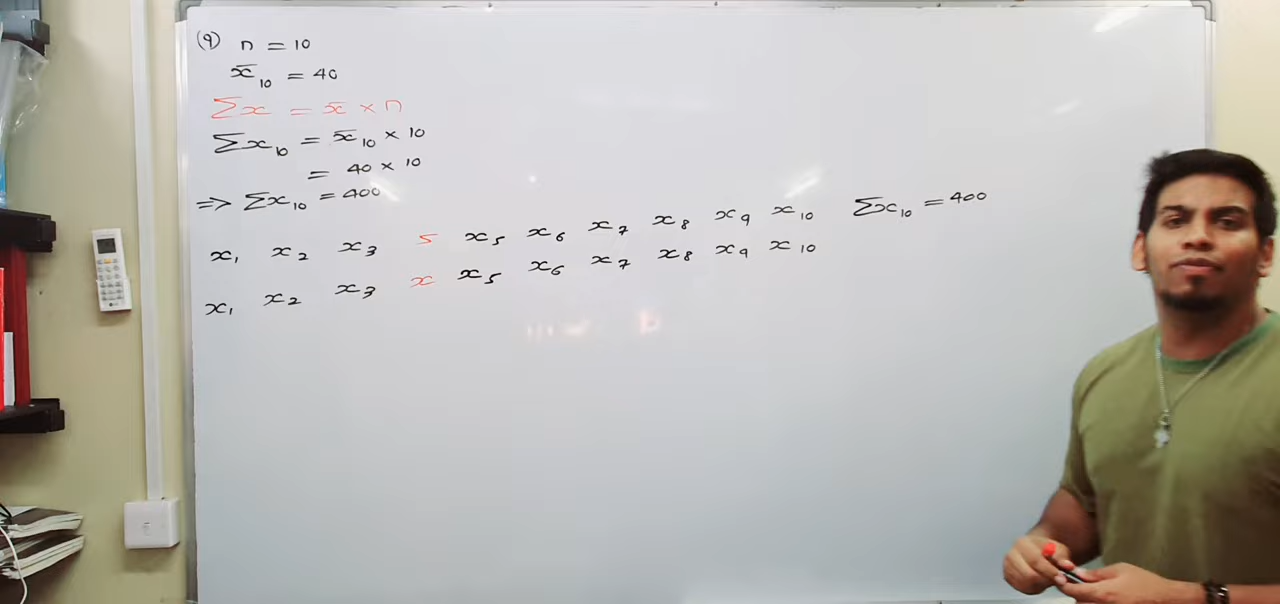 (9) n = 10
x̄₁₀ = 40
∑x = x̄ × n
∑x₁₀ = x̄₁₀ × 10
= 40 × 10
⇒ ∑x₁₀ = 400
x₁ x₂ x₃ 5 x₅ x₆ x₇ x₈ x₉ x₁₀ ∑x₁₀ = 400
x₁ x₂ x₃ x x₅ x₆ x₇ x₈ x₉ x₁₀